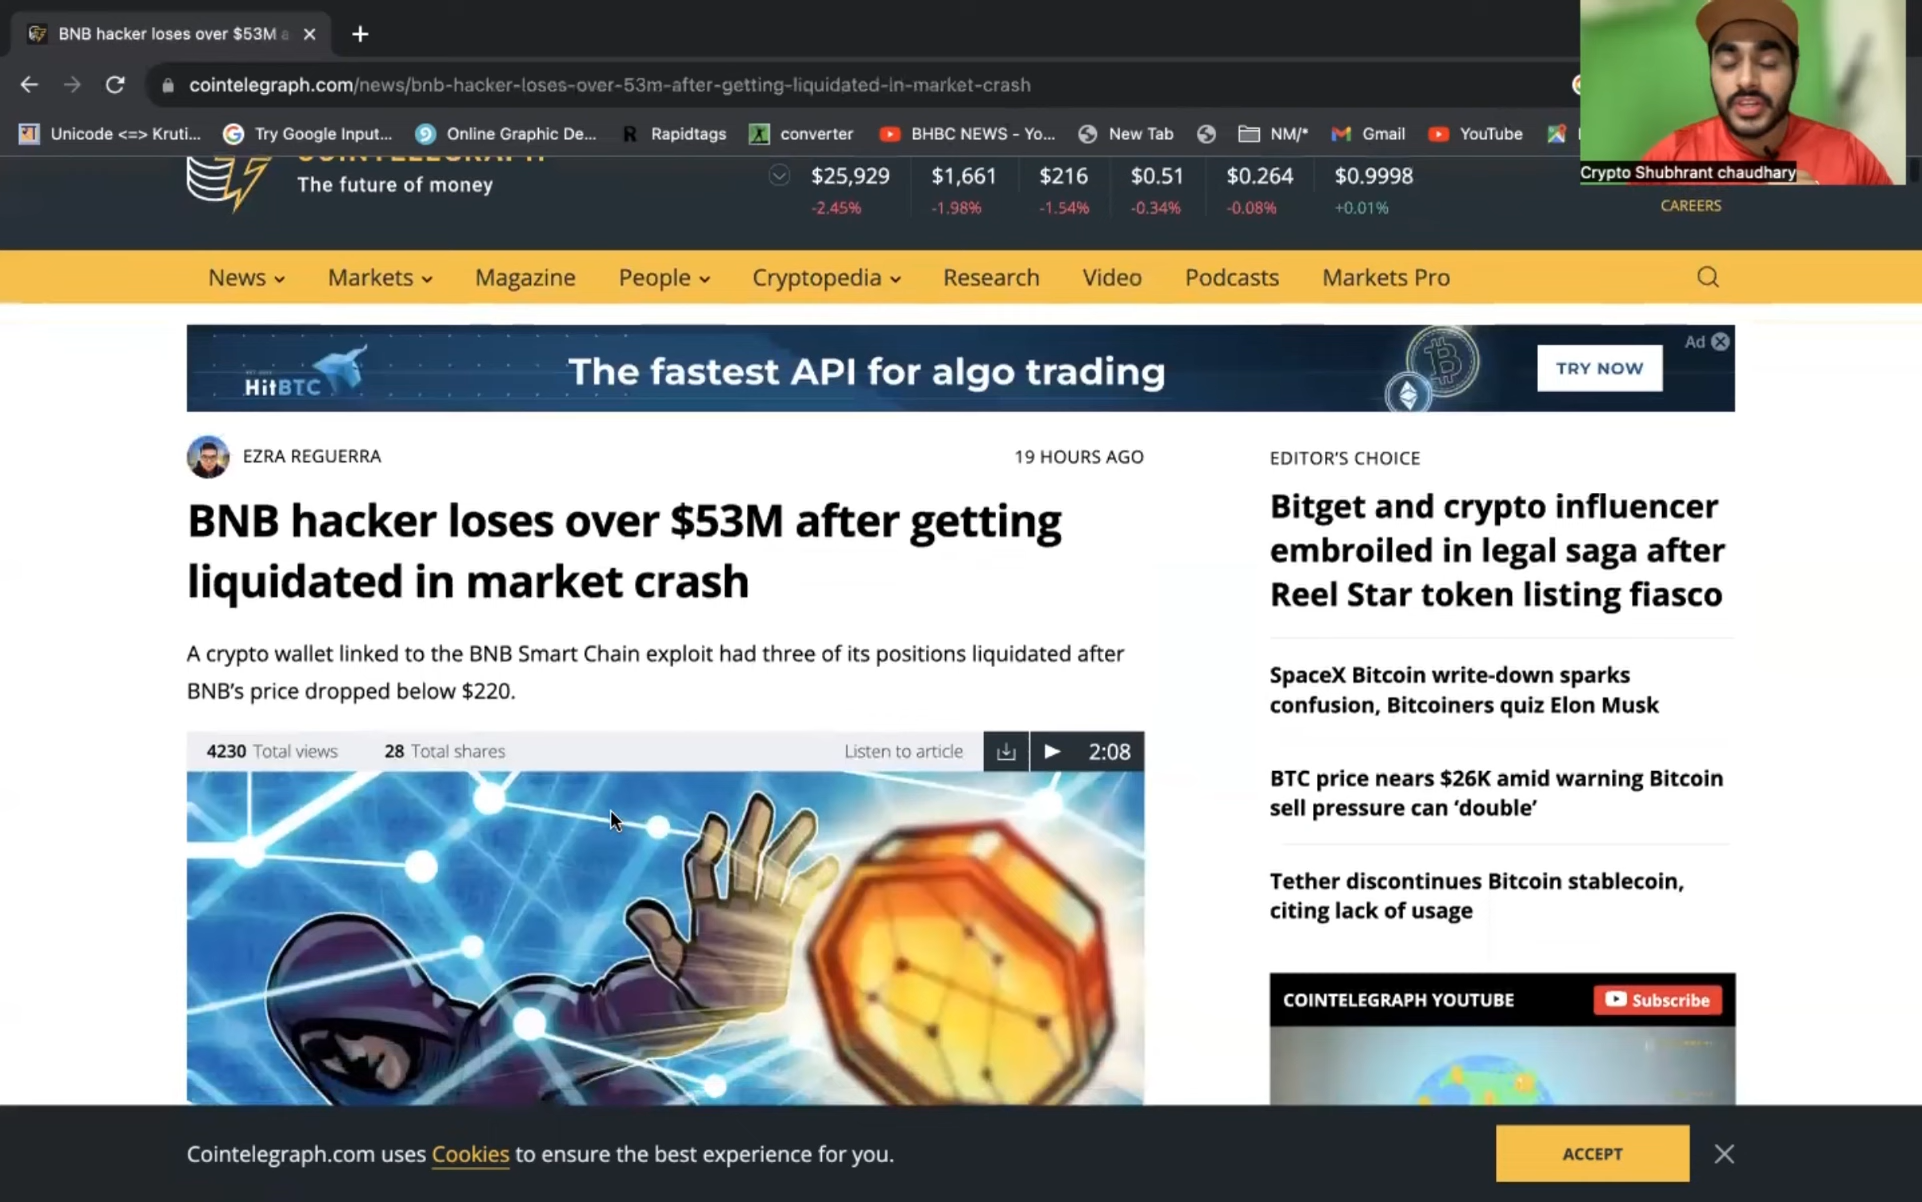 BNB hacker loses over $53M a
cointelegraph.com/news/bnb-hacker-loses-over-53m-after-getting-liquidated-in-market-crash
Unicode <=> Kruti... Try Google Input... Online Graphic De... Rapidtags converter BHBC NEWS - Yo... New Tab NM/* Gmail YouTube
Crypto Shubhrant chaudhary
COINTELEGRAPH
The future of money
$25,929 $1,661 $216 $0.51 $0.264 $0.9998
-2.45% -1.98% -1.54% -0.34% -0.08% +0.01%
CAREERS
News Markets Magazine People Cryptopedia Research Video Podcasts Markets Pro
HitBTC
The fastest API for algo trading
TRY NOW
Ad
EZRA REGUERRA
19 HOURS AGO
BNB hacker loses over $53M after getting
liquidated in market crash
A crypto wallet linked to the BNB Smart Chain exploit had three of its positions liquidated after
BNB's price dropped below $220.
4230 Total views 28 Total shares Listen to article 2:08
EDITOR'S CHOICE
Bitget and crypto influencer
embroiled in legal saga after
Reel Star token listing fiasco
SpaceX Bitcoin write-down sparks
confusion, Bitcoiners quiz Elon Musk
BTC price nears $26K amid warning Bitcoin
sell pressure can ‘double’
Tether discontinues Bitcoin stablecoin,
citing lack of usage
COINTELEGRAPH YOUTUBE
Subscribe
Cointelegraph.com uses Cookies to ensure the best experience for you.
ACCEPT